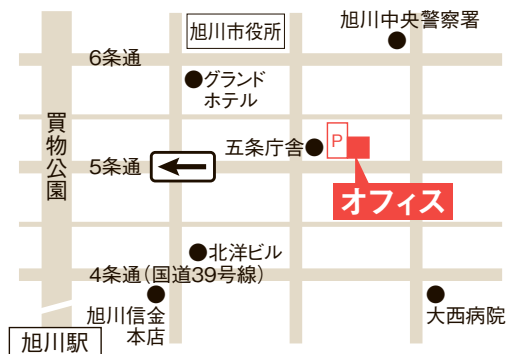 旭川中央警察署
旭川市役所
6条通
グランド
ホテル
買物公園
五条庁舎
P
5条通
オフィス
北洋ビル
4条通(国道39号線)
旭川信金
本店
大西病院
旭川駅